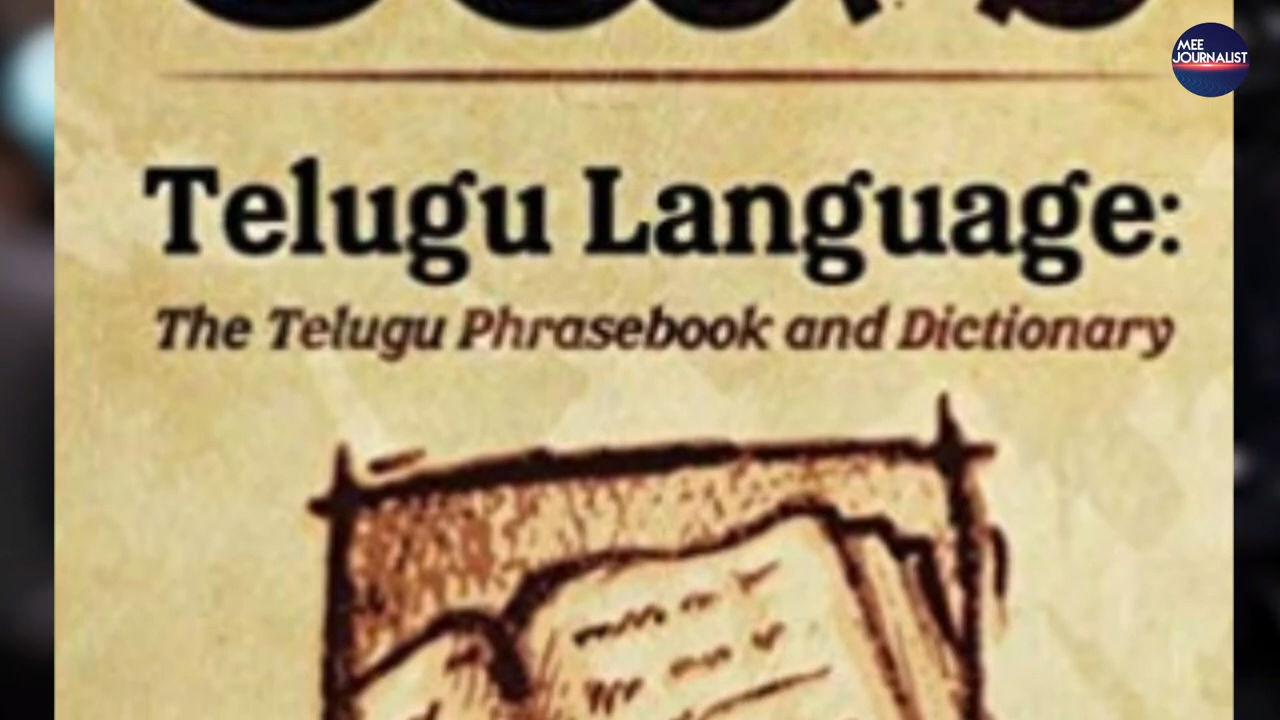 MEE
JOURNALIST
Telugu Language:
The Telugu Phrasebook and Dictionary